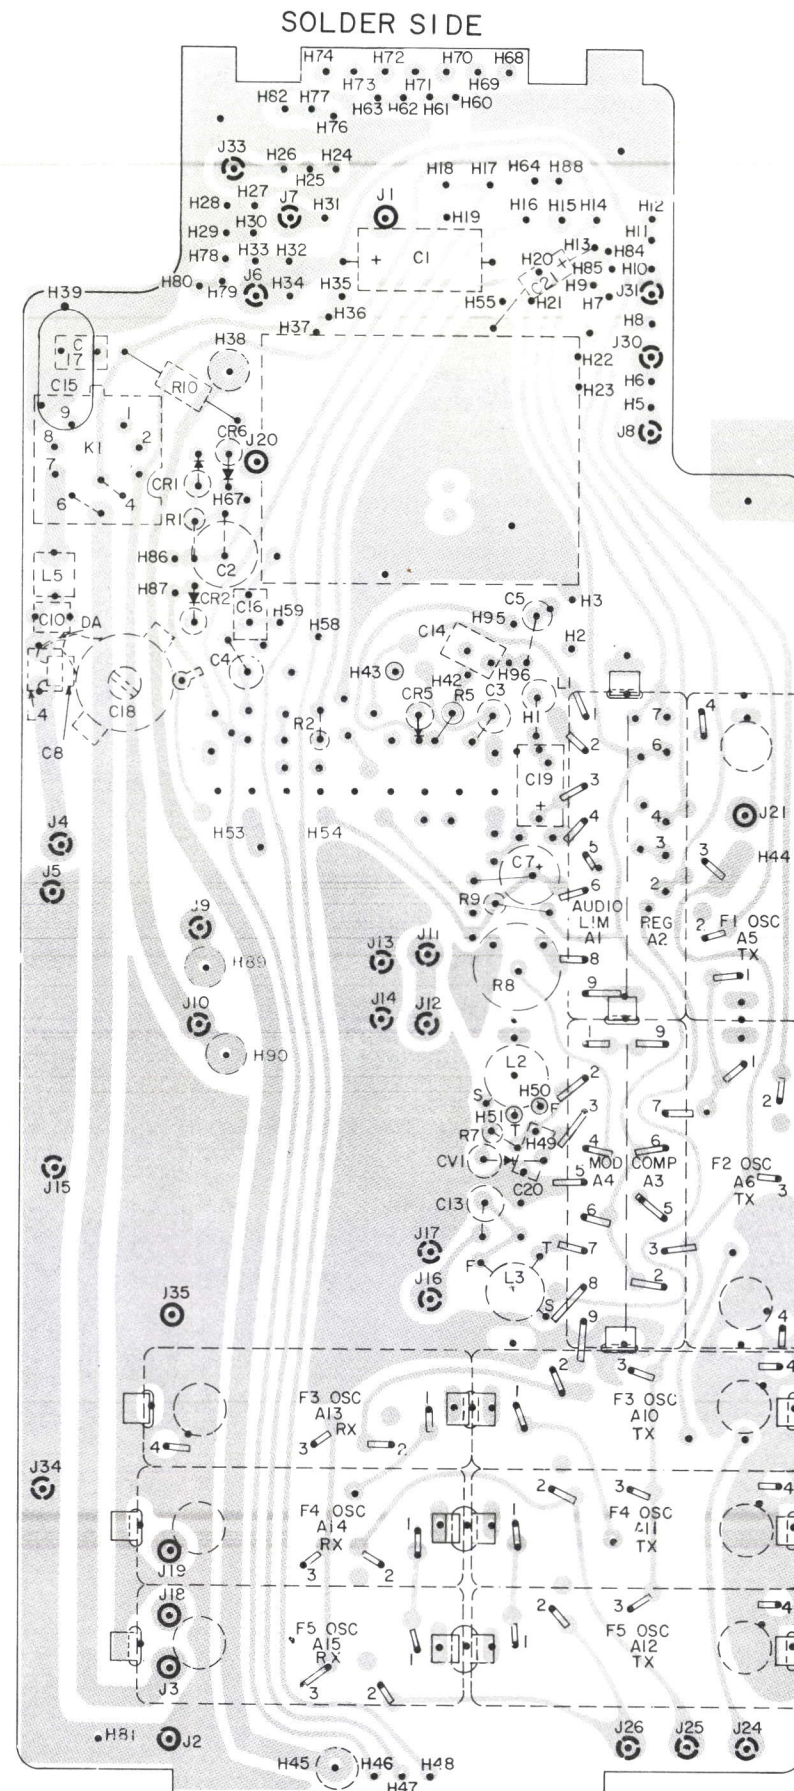 SOLDER SIDE
H74 H72 H70 H68
H73 H71 H69
H82 H77 H63 H62 H61 H60
H76
J33 H26 H24 H18 H17 H64 H88
H25
H28 H27 J7 H31 J1 H16 H15 H14 H12
H29 H30 H19 H11
H78 H33 H32 + C1 H13 H84
H20 C21 + H85 H10
H80 H79 J6 H34 H35 H55 H21 H9 H7 J31
H39 H36 H8
H37
C17 H38 J30
C15 R10 H22
H6
H23 H5
9 1 CR6 J8
8 K1 2 J20
7 CR1
6 4 H67 8
R1
H86 C2
L5 H87
CR2 C16 H59 C5 H3
C10 DA H58 C14 H95
H2
C4 H43 H42 H96
L4 C18 CR5 R5 C3 H1 L1
C8 R2
C19
+
1 7 4
2 6
3
4 4 J21
5 3 3 H44
6 2
J4 H53 H54 C7 +
J5
R9 AUDIO LIM A1 REG A2 2 F1 OSC A5 TX
J9 J13 J11
H89 R8 8
9 1
J10 J14 J12
H90 1 9
L2 2 1
S H50 F 2
H51 T 3 7
R7 H49
4 6
CV1 MOD A4 COMP A3 F2 OSC A6 TX
J15 C20 5 3
C13 6 5
J17 T 7 3
F L3 8 2
J16 S
J35 9 4
F3 OSC A13 RX 1 1 2 3 F3 OSC A10 TX 4
4 3 2
J34
F4 OSC A14 RX 1 1 2 3 F4 OSC A11 TX 4
J19 3 2
J18
F5 OSC A15 RX 1 1 2 3 F5 OSC A12 TX 4
J3 3 2
H81 J2 J26 J25 J24
H45 H46 H48
H47